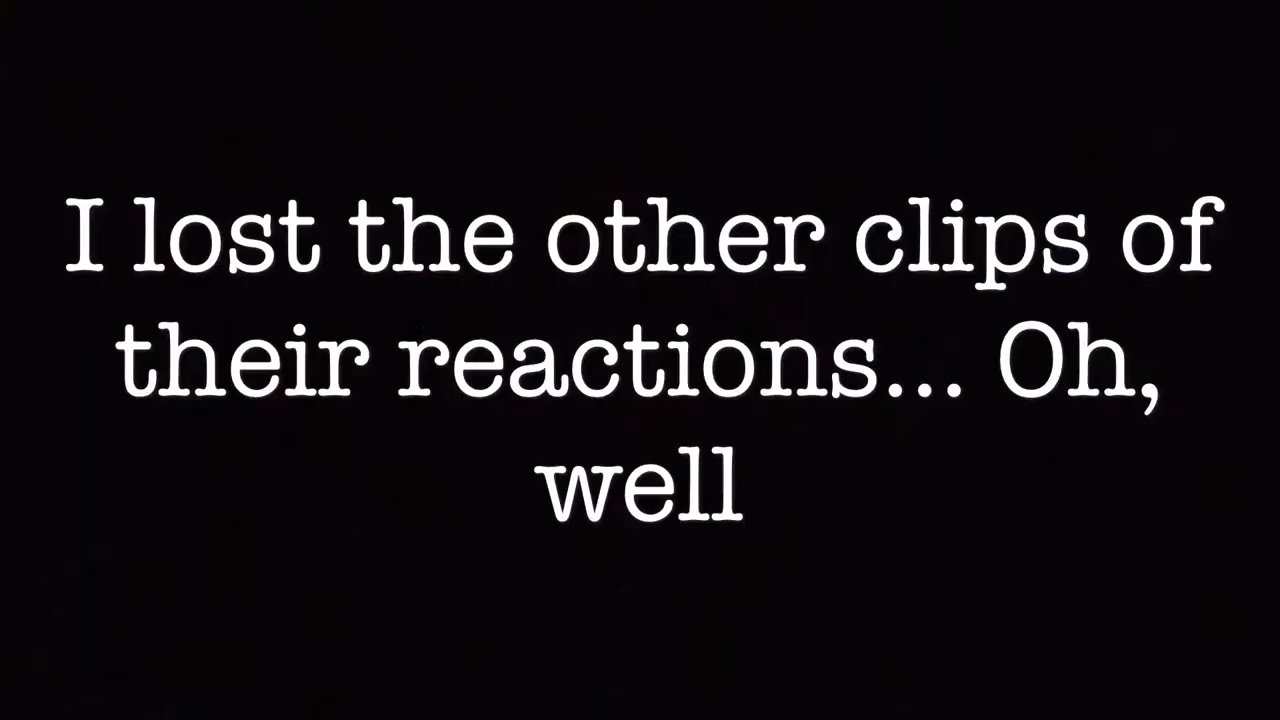 I lost the other clips of
their reactions... Oh,
well